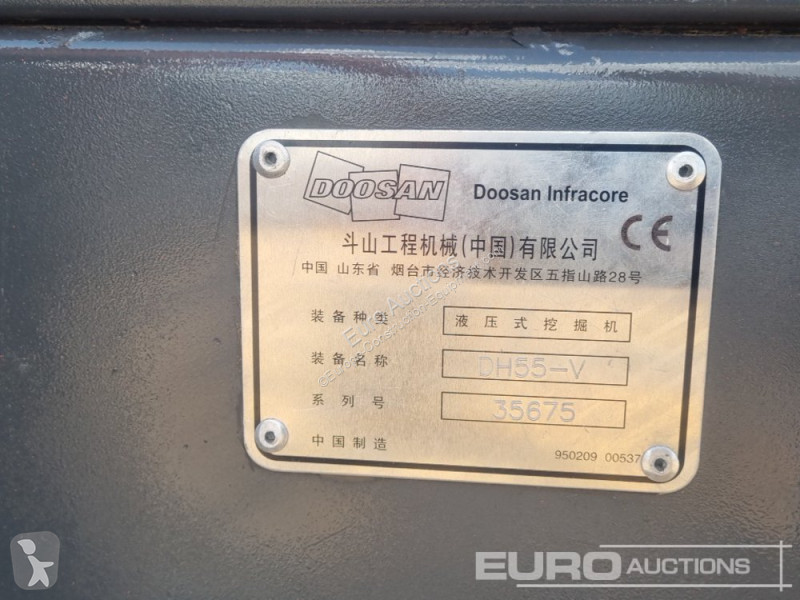 DOOSAN Doosan Infracore
斗山工程机械(中国)有限公司 CE
中国 山东省 烟台市经济技术开发区五指山路28号
装备种类 液压式挖掘机
装备名称 DH55-V
系列号 35675
中国制造 950209 00537
Euro Auctions
EURO AUCTIONS